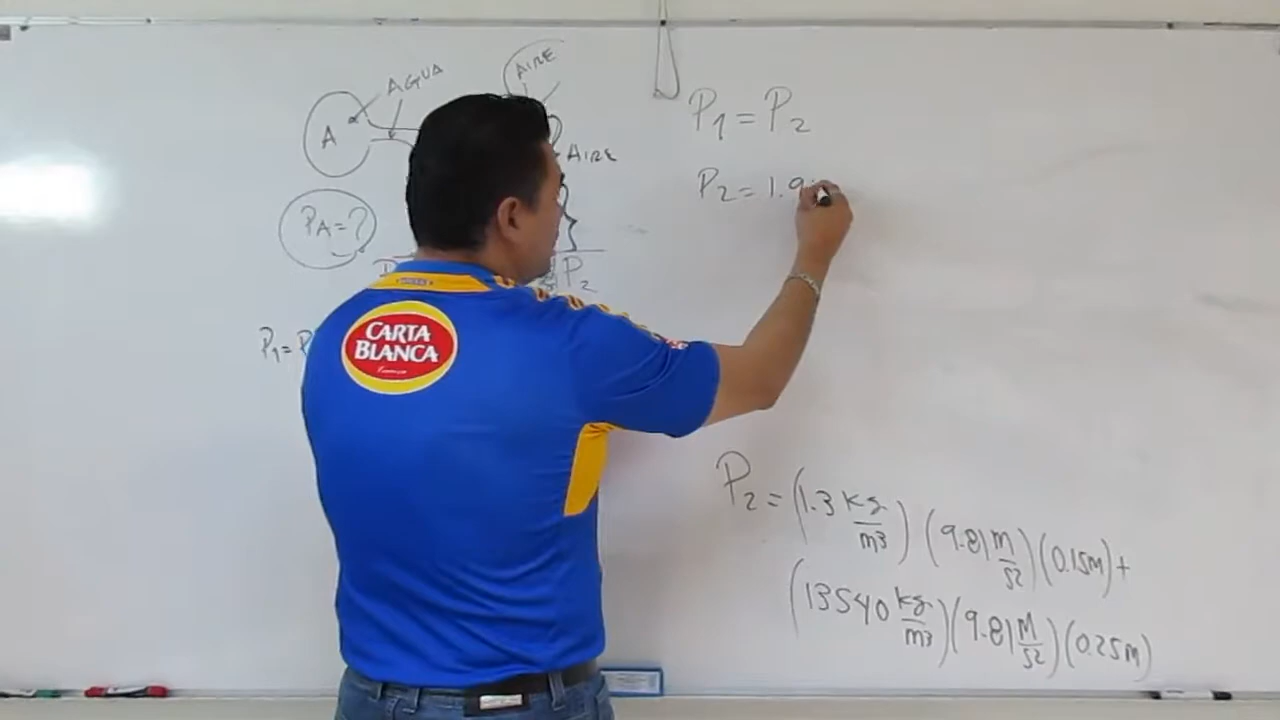 AGUA
AIRE
A
AIRE
PA=?
P2
P1=P
P1=P2
P2=1.9
CARTA
BLANCA
P2=(1.3 kg/m3)(9.81 m/s2)(0.15m)+
(13540 kg/m3)(9.81 M/s2)(0.25m)